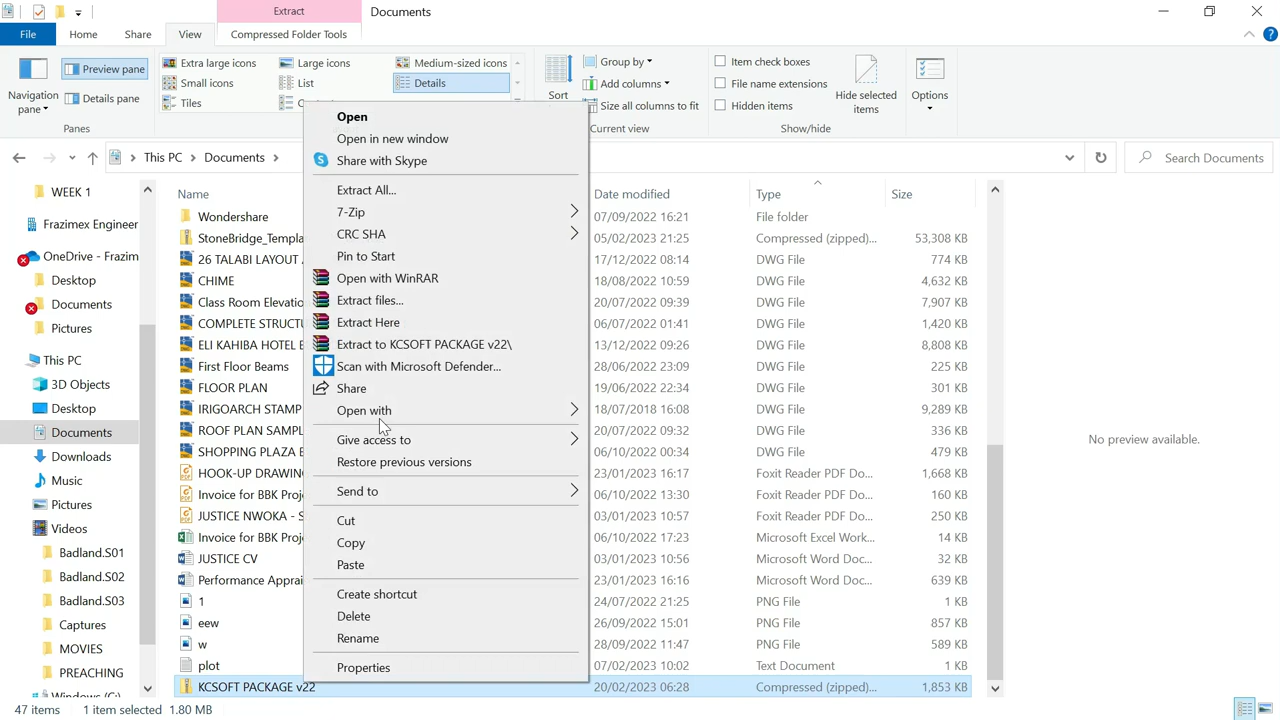 Extract
Documents
File
Home
Share
View
Compressed Folder Tools
Navigation pane
Preview pane
Details pane
Panes
Extra large icons
Large icons
Medium-sized icons
Small icons
List
Details
Tiles
Sort
Group by
Add columns
Size all columns to fit
Current view
Item check boxes
File name extensions
Hidden items
Hide selected items
Show/hide
Options
This PC
Documents
Search Documents
WEEK 1
Frazimex Engineer
OneDrive - Frazim
Desktop
Documents
Pictures
This PC
3D Objects
Desktop
Documents
Downloads
Music
Pictures
Videos
Badland.S01
Badland.S02
Badland.S03
Captures
MOVIES
PREACHING
Windows (C:)
Name Date modified Type Size
Wondershare 07/09/2022 16:21 File folder
StoneBridge_Templa 05/02/2023 21:25 Compressed (zipped)... 53,308 KB
26 TALABI LAYOUT 17/12/2022 08:14 DWG File 774 KB
CHIME 18/08/2022 10:59 DWG File 4,632 KB
Class Room Elevatio 20/07/2022 09:39 DWG File 7,907 KB
COMPLETE STRUCTU 06/07/2022 01:41 DWG File 1,420 KB
ELI KAHIBA HOTEL 13/12/2022 09:26 DWG File 8,808 KB
First Floor Beams 28/06/2022 23:09 DWG File 225 KB
FLOOR PLAN 19/06/2022 22:34 DWG File 301 KB
IRIGOARCH STAMP 18/07/2018 16:08 DWG File 9,289 KB
ROOF PLAN SAMPL 20/07/2022 09:32 DWG File 336 KB
SHOPPING PLAZA 06/10/2022 00:34 DWG File 479 KB
HOOK-UP DRAWIN 23/01/2023 16:17 Foxit Reader PDF Do... 1,668 KB
Invoice for BBK Proj 06/10/2022 13:30 Foxit Reader PDF Do... 160 KB
JUSTICE NWOKA - S 03/01/2023 10:57 Foxit Reader PDF Do... 250 KB
Invoice for BBK Proj 06/10/2022 17:23 Microsoft Excel Work... 14 KB
JUSTICE CV 03/01/2023 10:56 Microsoft Word Doc... 32 KB
Performance Apprai 23/01/2023 16:16 Microsoft Word Doc... 639 KB
1 24/07/2022 21:25 PNG File 1 KB
eew 26/09/2022 15:01 PNG File 857 KB
w 28/09/2022 11:47 PNG File 589 KB
plot 07/02/2023 10:02 Text Document 1 KB
KCSOFT PACKAGE v22 20/02/2023 06:28 Compressed (zipped)... 1,853 KB
Open
Open in new window
Share with Skype
Extract All...
7-Zip
CRC SHA
Pin to Start
Open with WinRAR
Extract files...
Extract Here
Extract to KCSOFT PACKAGE v22\
Scan with Microsoft Defender...
Share
Open with
Give access to
Restore previous versions
Send to
Cut
Copy
Paste
Create shortcut
Delete
Rename
Properties
No preview available.
47 items 1 item selected 1.80 MB